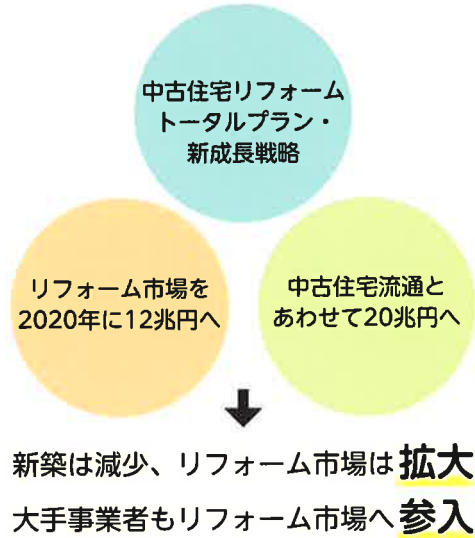 中古住宅リフォーム
トータルプラン・
新成長戦略
リフォーム市場を
2020年に12兆円へ
中古住宅流通と
あわせて20兆円へ
新築は減少、リフォーム市場は拡大
大手事業者もリフォーム市場へ参入